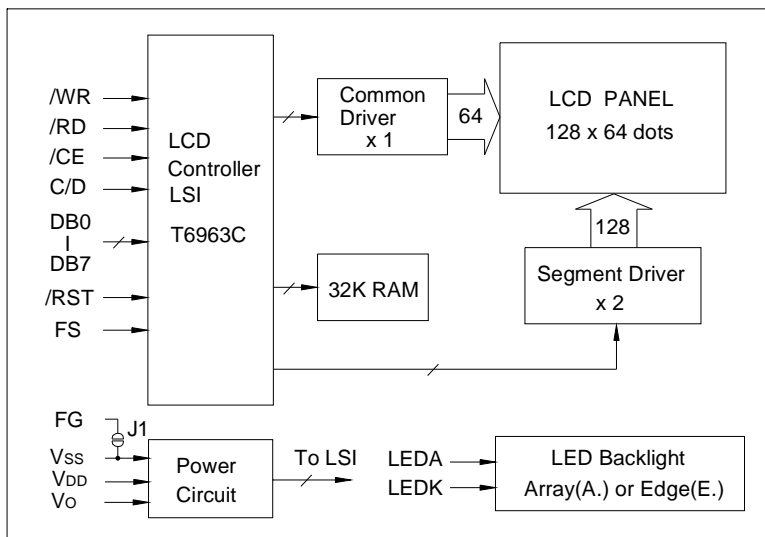 /WR
/RD
/CE
C/D
DB0
DB7
/RST
FS
LCD
Controller
LSI
T6963C
Common
Driver
x 1
64
LCD PANEL
128 x 64 dots
128
32K RAM
Segment Driver
x 2
FG
J1
VSS
VDD
VO
Power
Circuit
To LSI
LEDA
LEDK
LED Backlight
Array(A.) or Edge(E.)